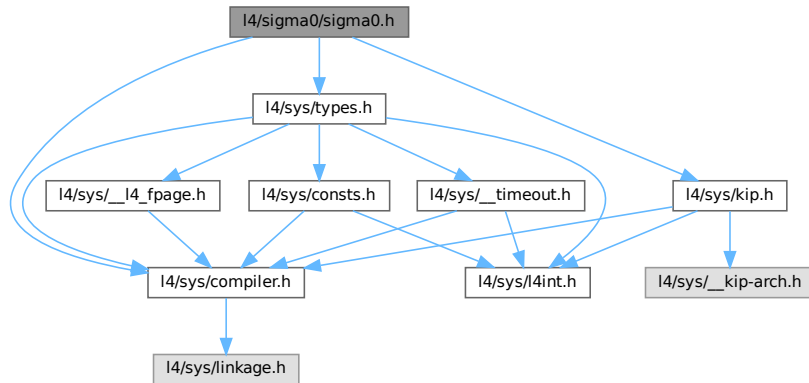 l4/sigma0/sigma0.h
l4/sys/types.h
l4/sys/__l4_fpage.h
l4/sys/consts.h
l4/sys/__timeout.h
l4/sys/kip.h
l4/sys/compiler.h
l4/sys/l4int.h
l4/sys/__kip-arch.h
l4/sys/linkage.h